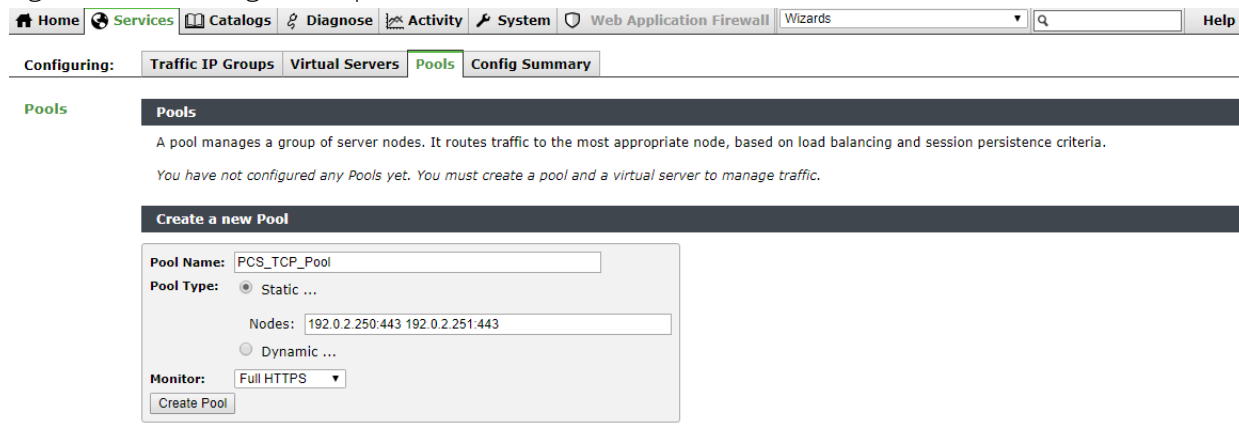 Home Services Catalogs Diagnose Activity System Web Application Firewall Wizards Help
Configuring: Traffic IP Groups Virtual Servers Pools Config Summary
Pools
Pools
A pool manages a group of server nodes. It routes traffic to the most appropriate node, based on load balancing and session persistence criteria.
You have not configured any Pools yet. You must create a pool and a virtual server to manage traffic.
Create a new Pool
Pool Name: PCS_TCP_Pool
Pool Type: Static ...
Nodes: 192.0.2.250:443 192.0.2.251:443
Dynamic ...
Monitor: Full HTTPS
Create Pool